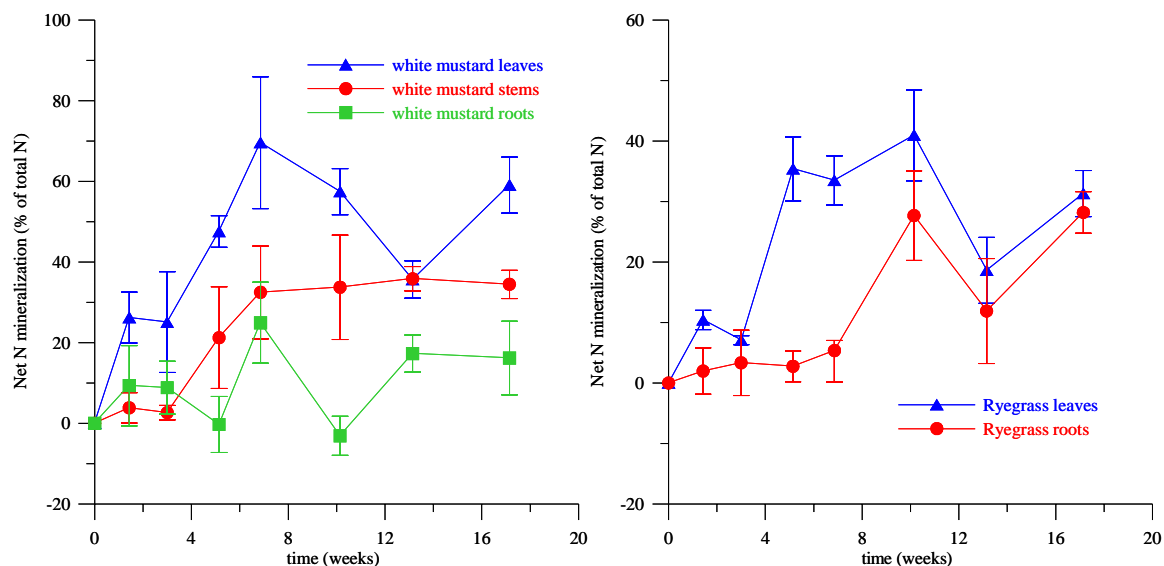 Net N mineralization (% of total N)
100
80
60
40
20
0
-20
white mustard leaves
white mustard stems
white mustard roots
0 4 8 12 16 20
time (weeks)
Net N mineralization (% of total N)
60
40
20
0
-20
Ryegrass leaves
Ryegrass roots
0 4 8 12 16 20
time (weeks)